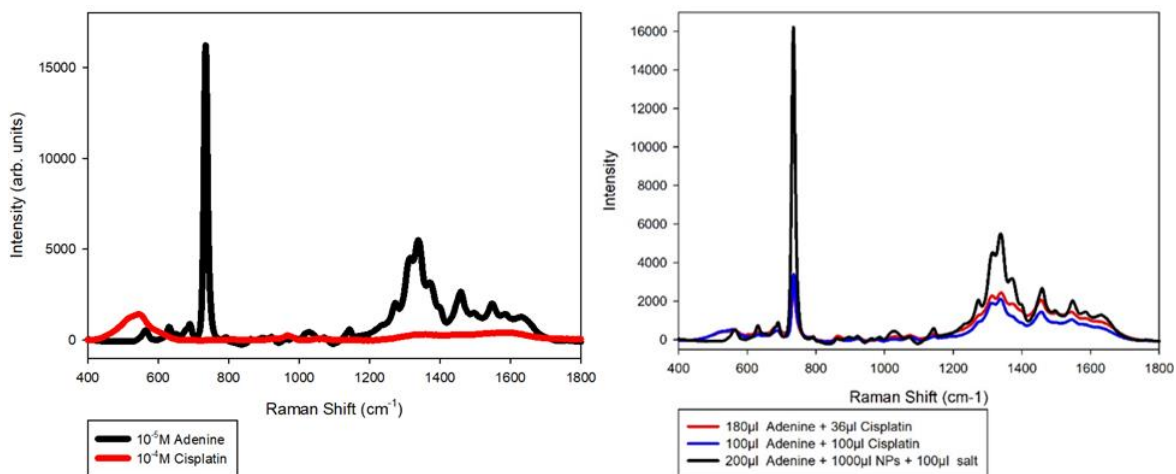 15000
10000
5000
0
Intensity (arb. units)
400 600 800 1000 1200 1400 1600 1800
Raman Shift (cm⁻¹)
10⁻⁵M Adenine
10⁻⁴M Cisplatin
16000
14000
12000
10000
8000
6000
4000
2000
0
Intensity
400 600 800 1000 1200 1400 1600 1800
Raman Shift (cm-1)
180µl Adenine + 36µl Cisplatin
100µl Adenine + 100µl Cisplatin
200µl Adenine + 1000µl NPs + 100µl salt